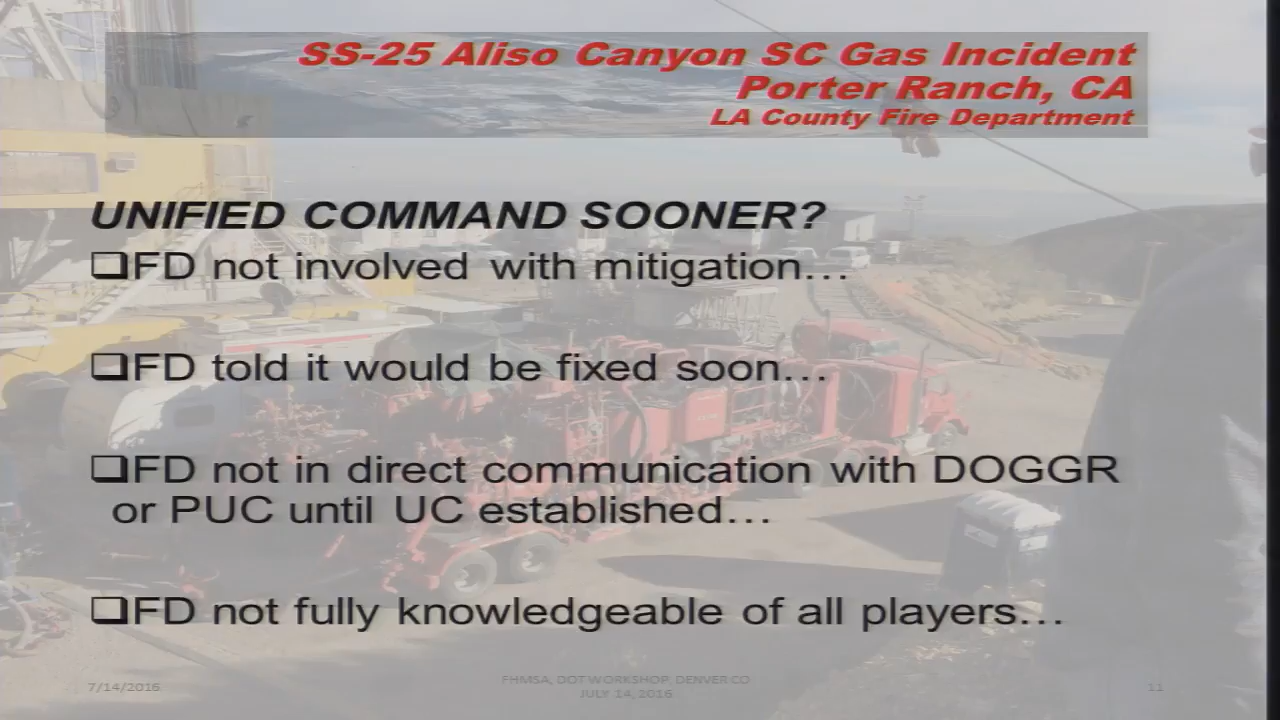 SS-25 Aliso Canyon SC Gas Incident
Porter Ranch, CA
LA County Fire Department
UNIFIED COMMAND SOONER?
❑FD not involved with mitigation…
❑FD told it would be fixed soon…
❑FD not in direct communication with DOGGR
or PUC until UC established…
❑FD not fully knowledgeable of all players…
7/14/2016
FHMSA, DOT WORKSHOP, DENVER CO
JULY 14, 2016
11